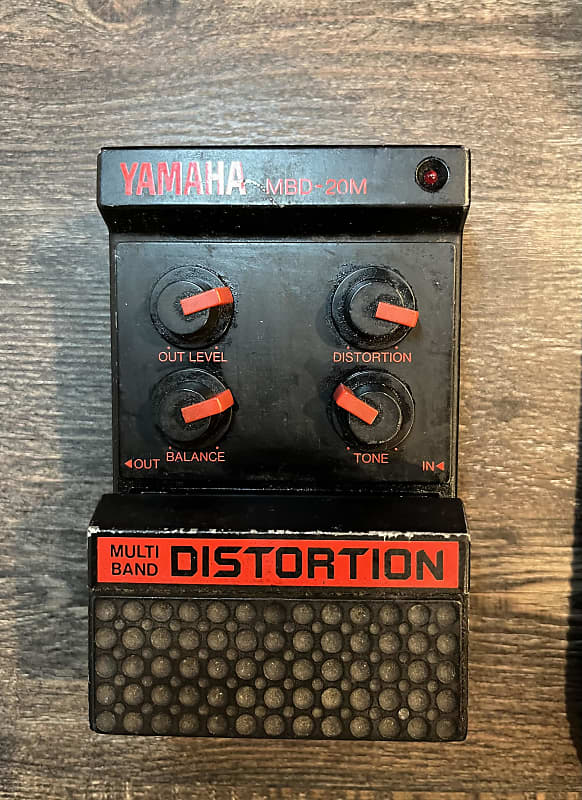 YAMAHA MBD-20M
OUT LEVEL DISTORTION
BALANCE TONE
◀OUT IN◀
MULTI BAND DISTORTION